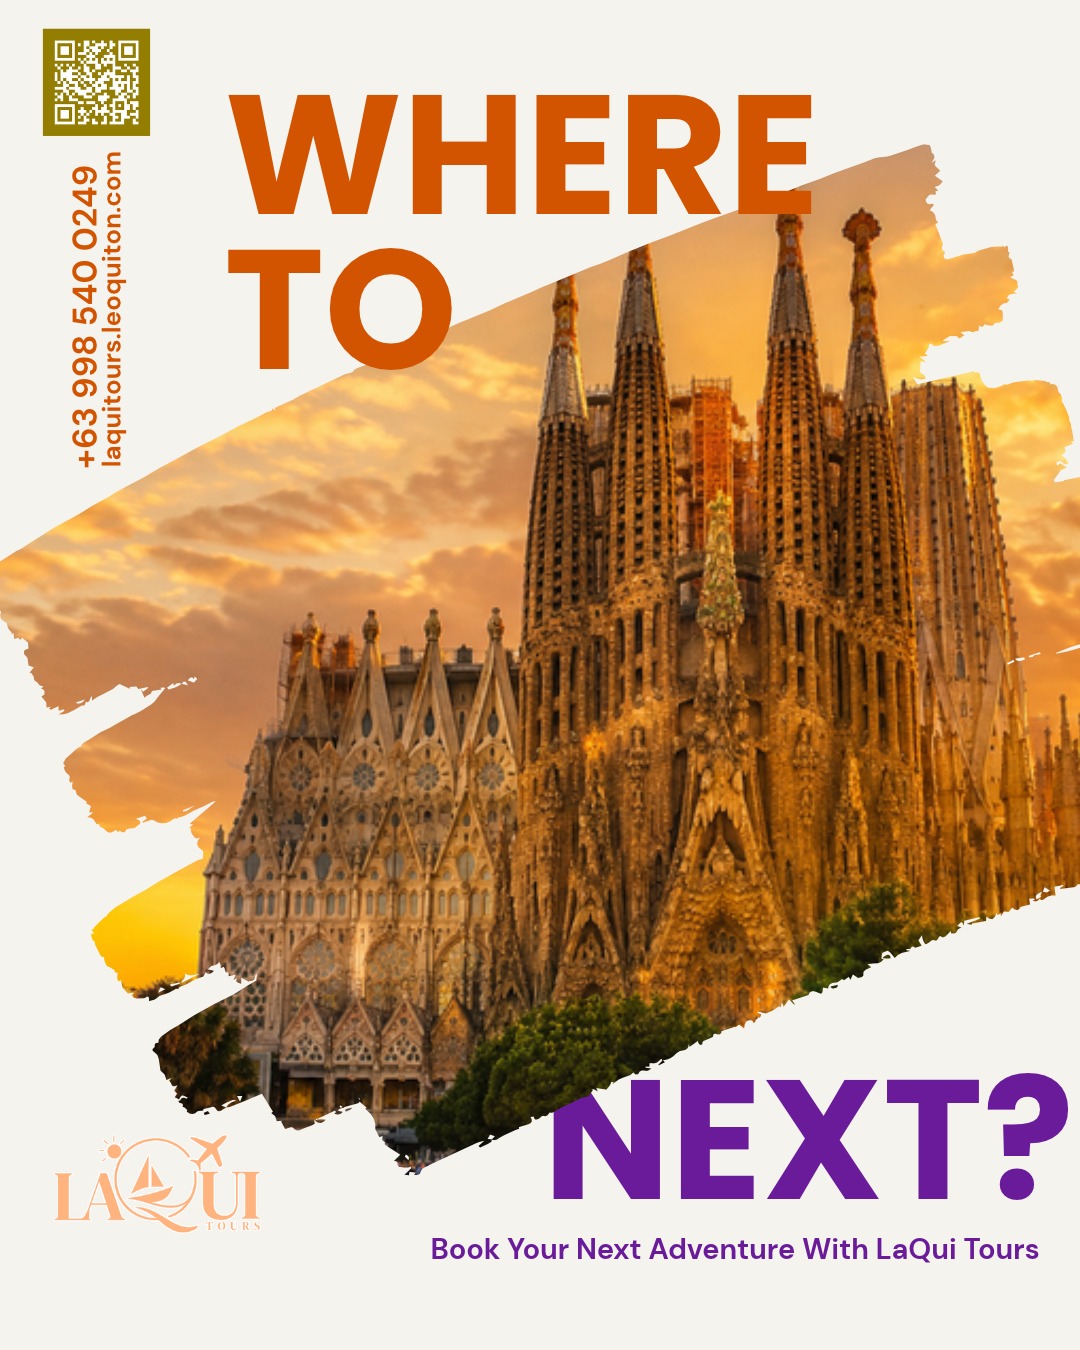 WHERE
TO
+63 998 540 0249
laquitours.leoquiton.com
NEXT?
LAQUI
TOURS
Book Your Next Adventure With LaQui Tours